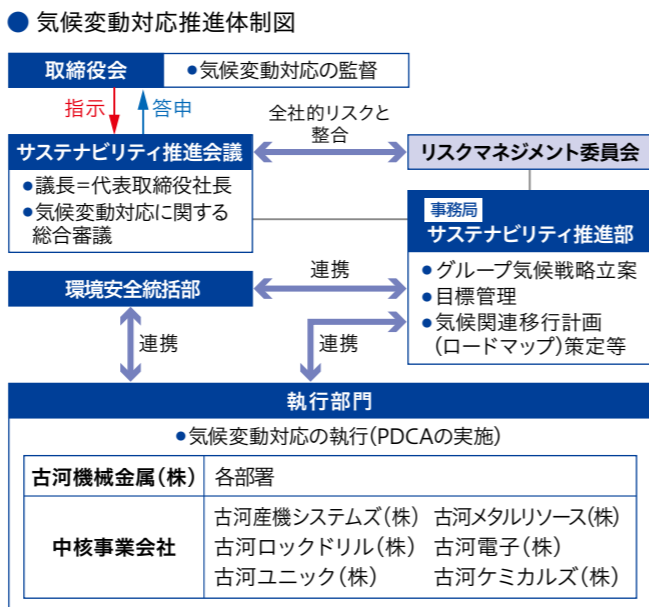 ● 気候変動対応推進体制図
取締役会
●気候変動対応の監督
指示
答申
全社的リスクと
整合
サステナビリティ推進会議
●議長=代表取締役社長
●気候変動対応に関する
総合審議
リスクマネジメント委員会
事務局
サステナビリティ推進部
●グループ気候戦略立案
●目標管理
●気候関連移行計画
(ロードマップ)策定等
環境安全統括部
連携
連携
連携
執行部門
●気候変動対応の執行(PDCAの実施)
古河機械金属(株) 各部署
中核事業会社
古河産機システムズ(株) 古河メタルリソース(株)
古河ロックドリル(株) 古河電子(株)
古河ユニック(株) 古河ケミカルズ(株)